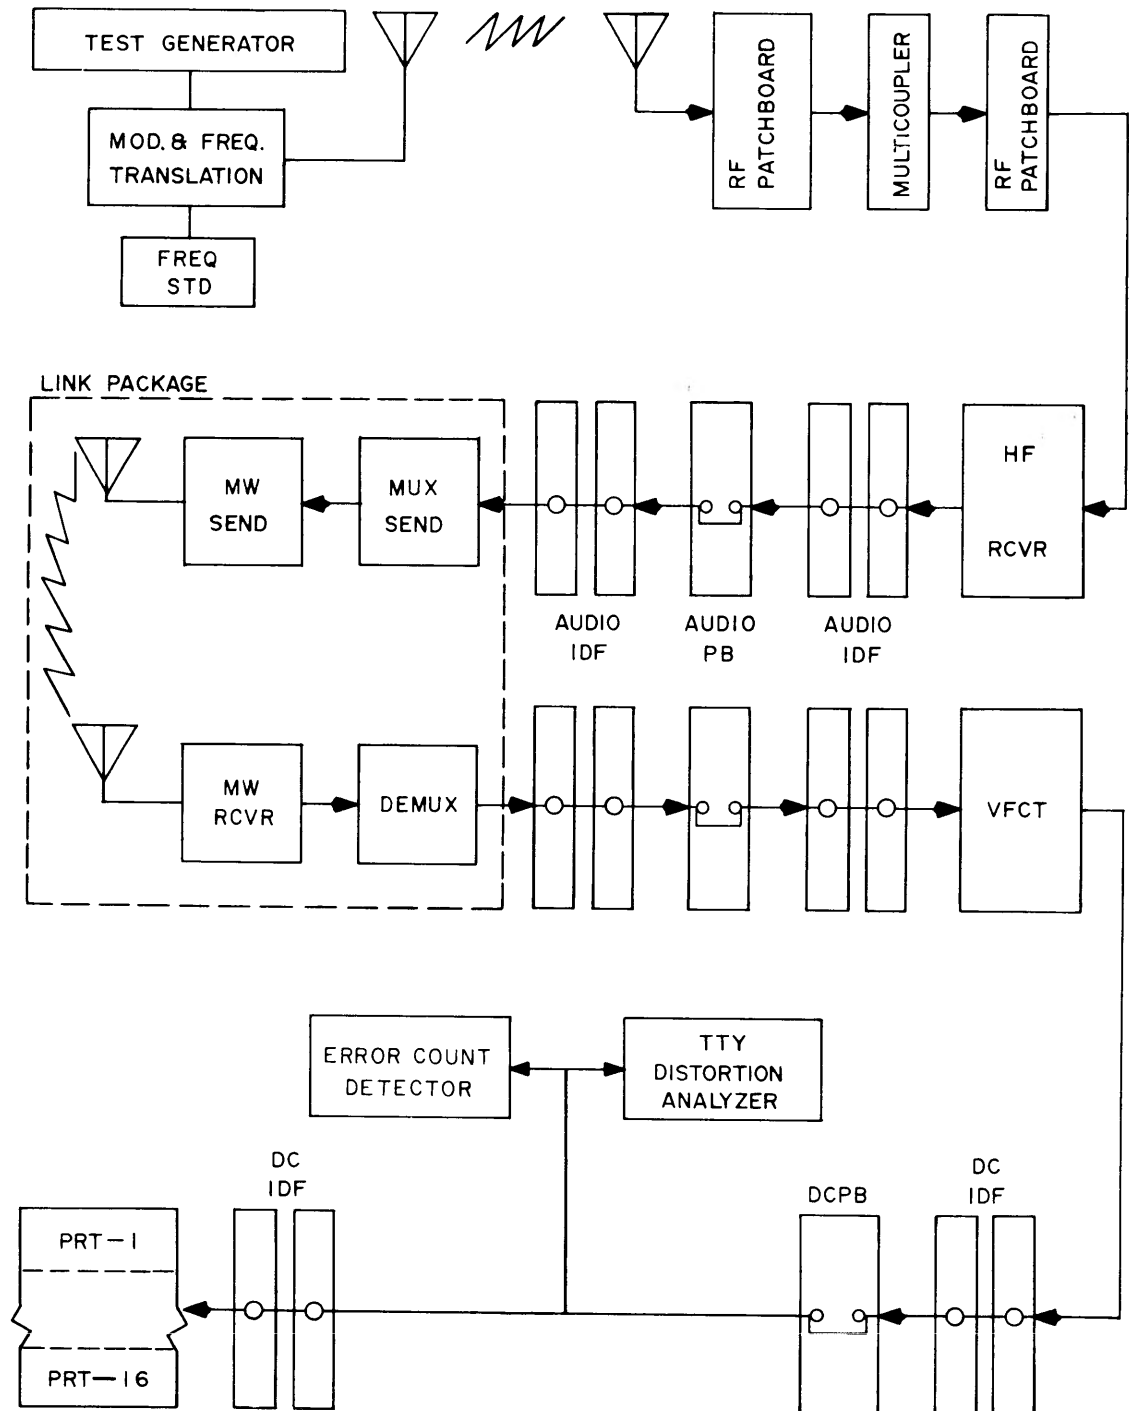 TEST GENERATOR
MOD. & FREQ.
TRANSLATION
FREQ
STD
RF
PATCHBOARD
MULTICOUPLER
RF
PATCHBOARD
LINK PACKAGE
MW
SEND
MUX
SEND
HF
RCVR
AUDIO
IDF
AUDIO
PB
AUDIO
IDF
MW
RCVR
DEMUX
VFCT
ERROR COUNT
DETECTOR
TTY
DISTORTION
ANALYZER
DC
IDF
DCPB
DC
IDF
PRT-1
PRT-16